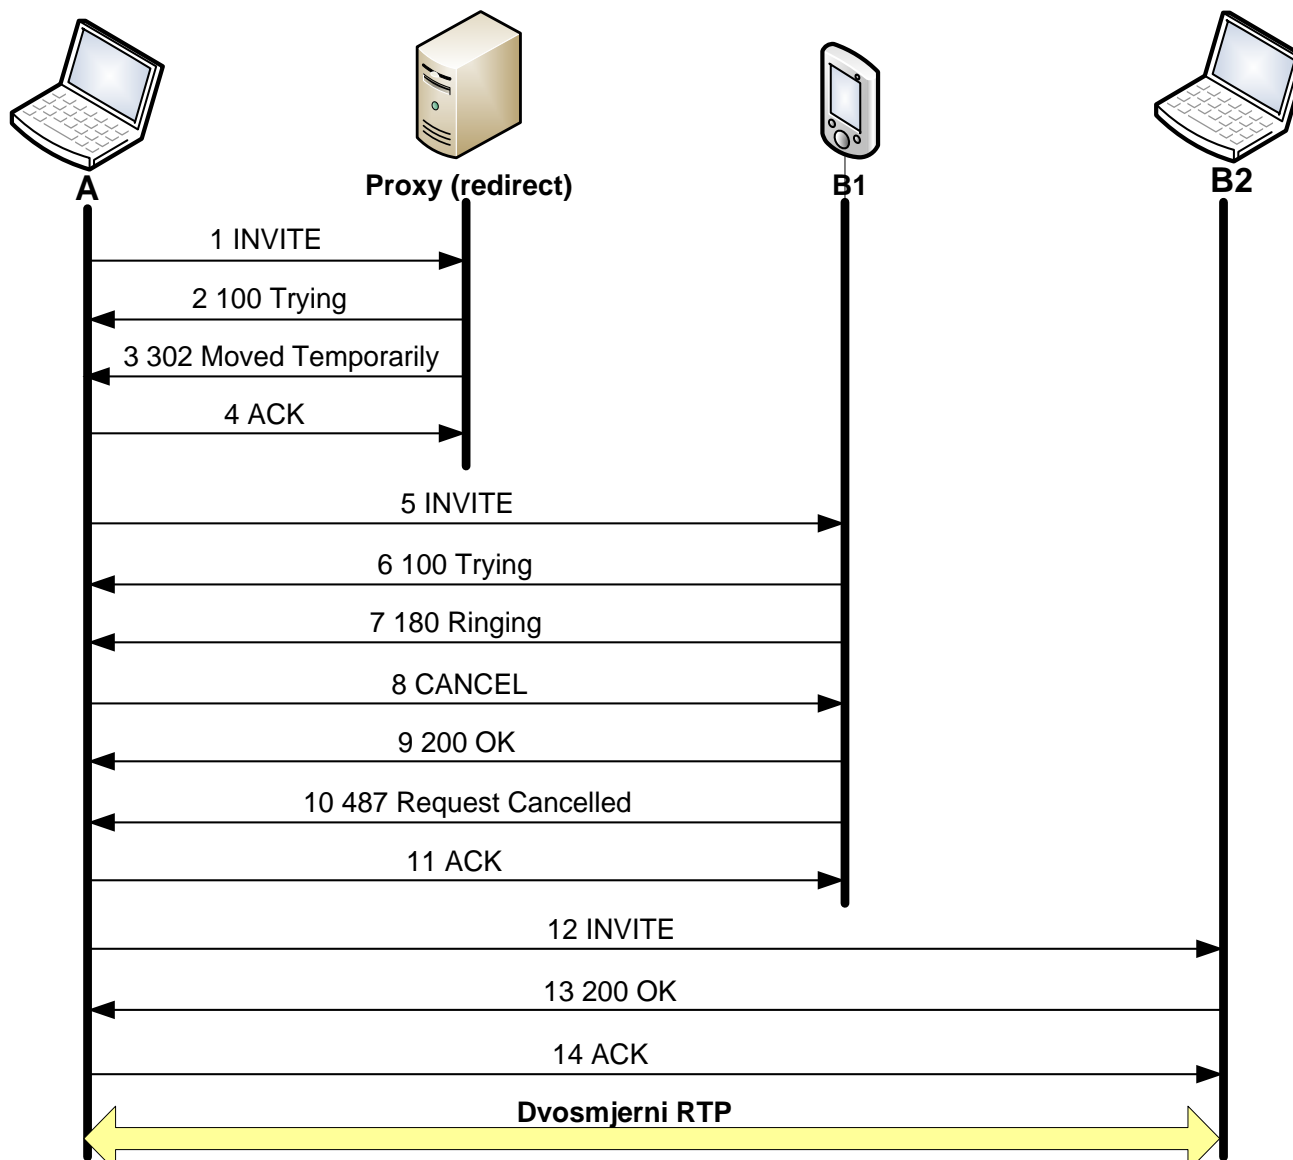 A
Proxy (redirect)
B1
B2
1 INVITE
2 100 Trying
3 302 Moved Temporarily
4 ACK
5 INVITE
6 100 Trying
7 180 Ringing
8 CANCEL
9 200 OK
10 487 Request Cancelled
11 ACK
12 INVITE
13 200 OK
14 ACK
Dvosmjerni RTP